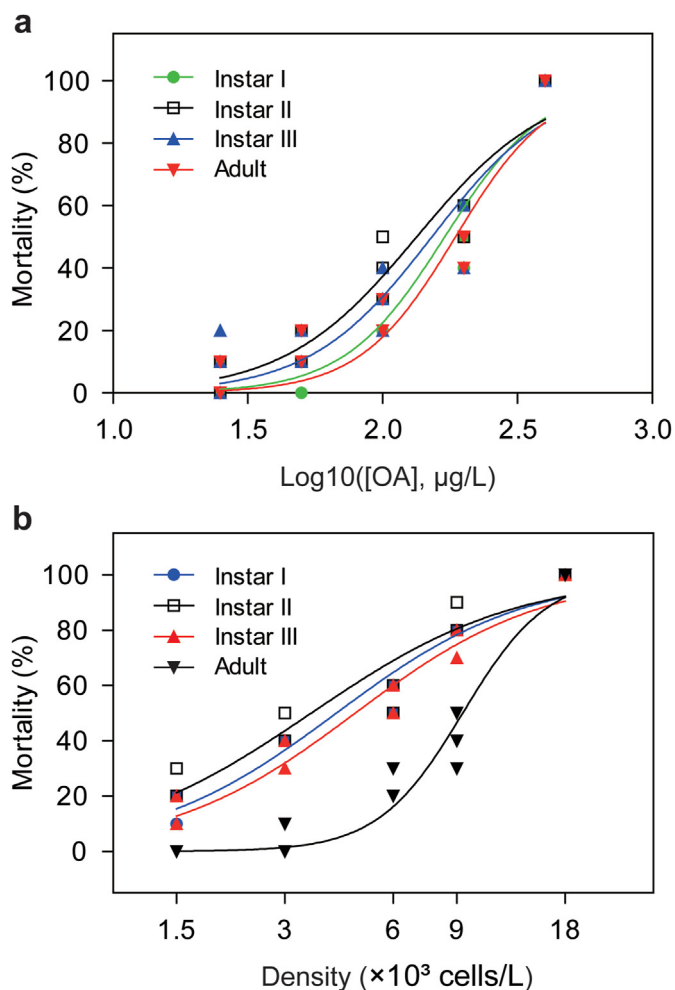 a
100
80
60
40
20
0
Mortality (%)
Instar I
Instar II
Instar III
Adult
1.0 1.5 2.0 2.5 3.0
Log10([OA], µg/L)
b
100
80
60
40
20
0
Mortality (%)
Instar I
Instar II
Instar III
Adult
1.5 3 6 9 18
Density (×10³ cells/L)